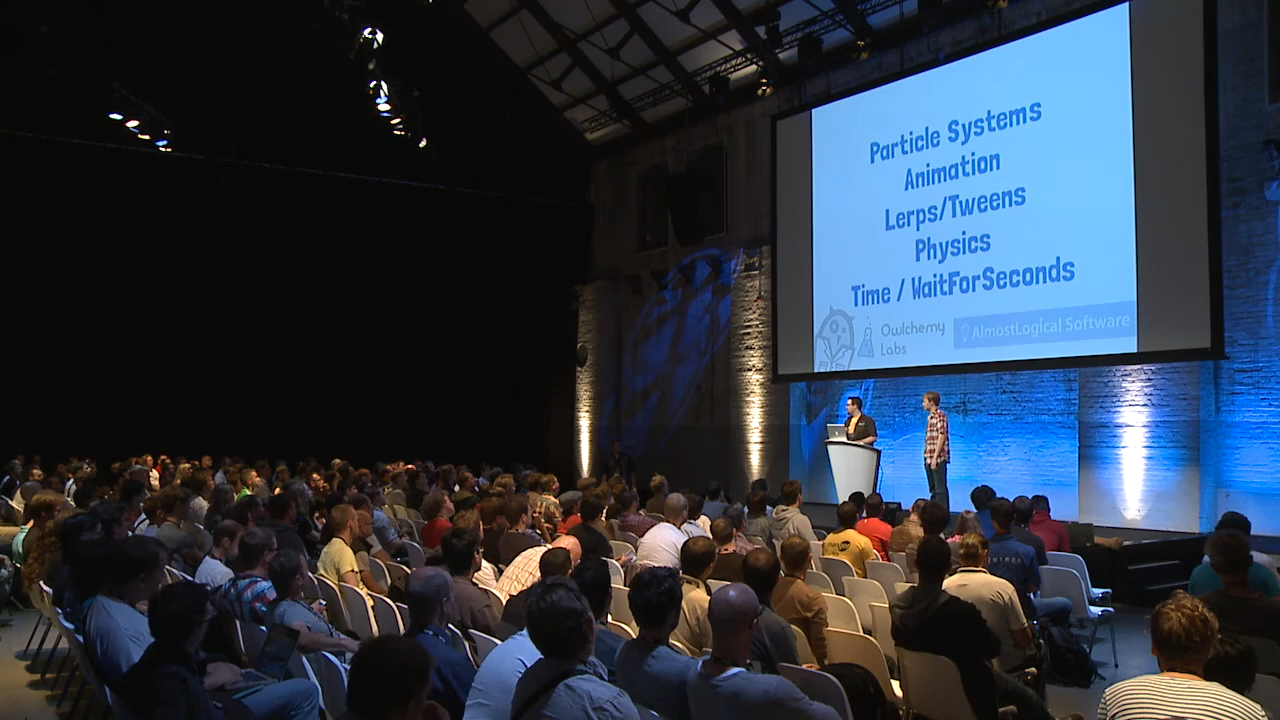 Particle Systems
Animation
Lerps/Tweens
Physics
Time / WaitForSeconds
Owlchemy
Labs
AlmostLogical Software